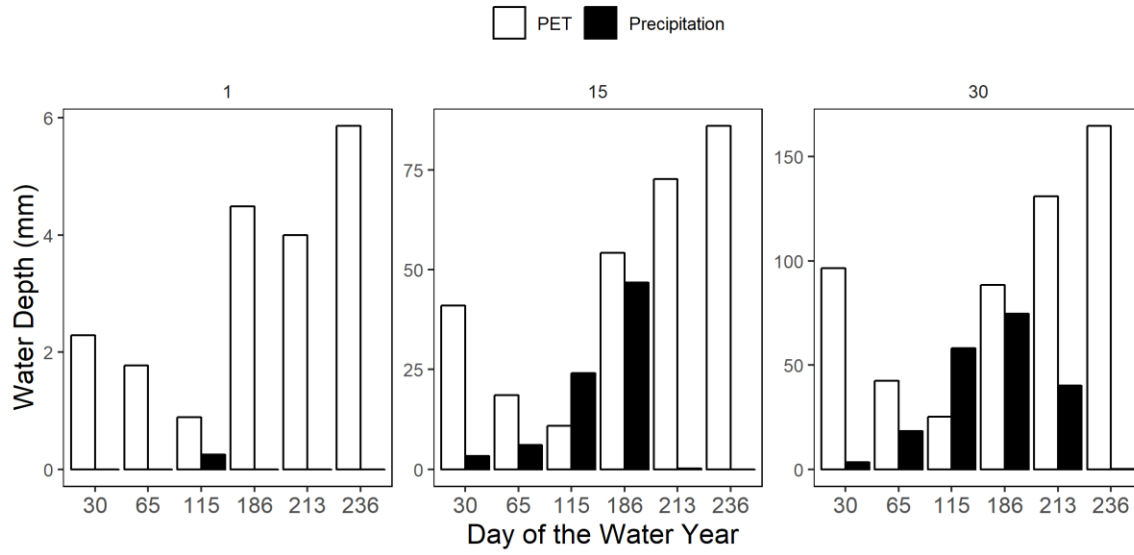 PET Precipitation
1 15 30
Water Depth (mm)
6
4
2
0
75
50
25
0
150
100
50
0
30 65 115 186 213 236
30 65 115 186 213 236
30 65 115 186 213 236
Day of the Water Year